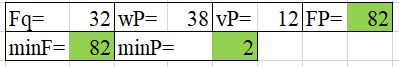 Fq= 32 wP= 38 vP= 12 FP= 82
minF= 82 minP= 2